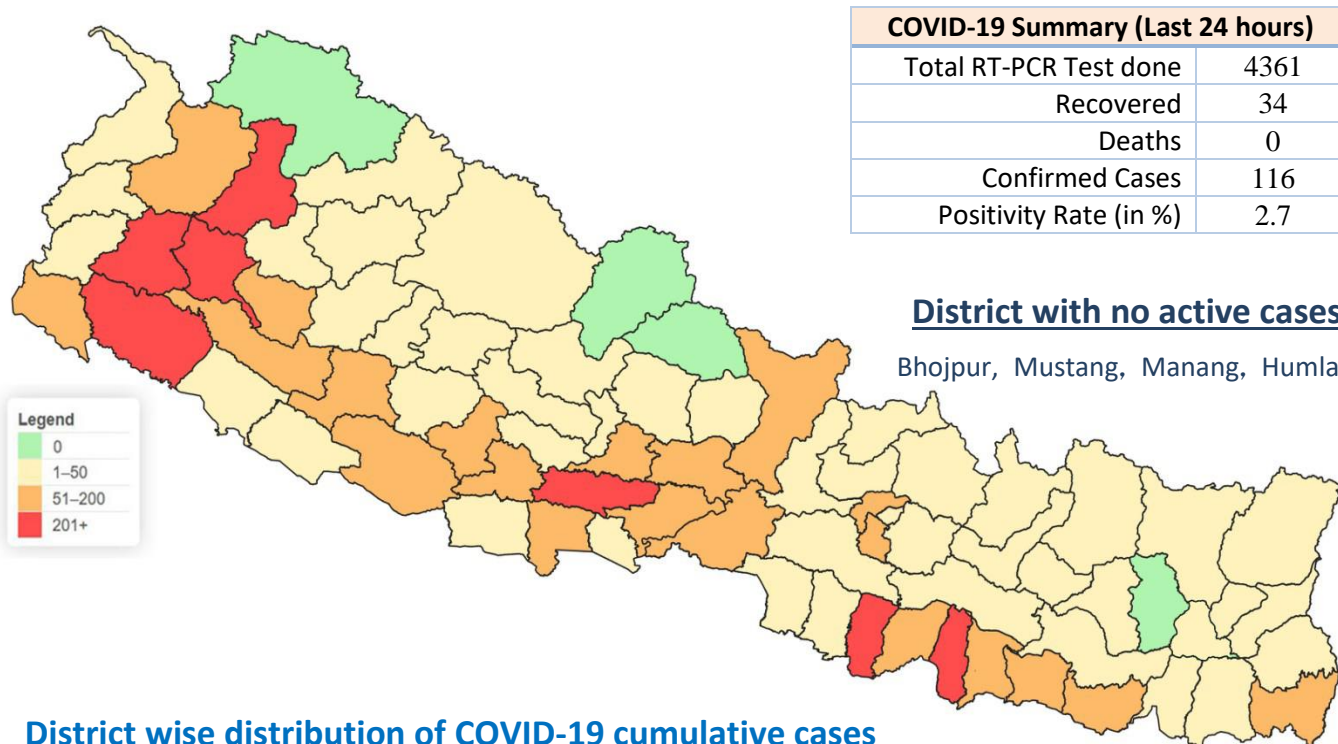 COVID-19 Summary (Last 24 hours)
Total RT-PCR Test done 4361
Recovered 34
Deaths 0
Confirmed Cases 116
Positivity Rate (in %) 2.7
District with no active cases
Bhojpur, Mustang, Manang, Humla
Legend
0
1–50
51–200
201+
District wise distribution of COVID-19 cumulative cases